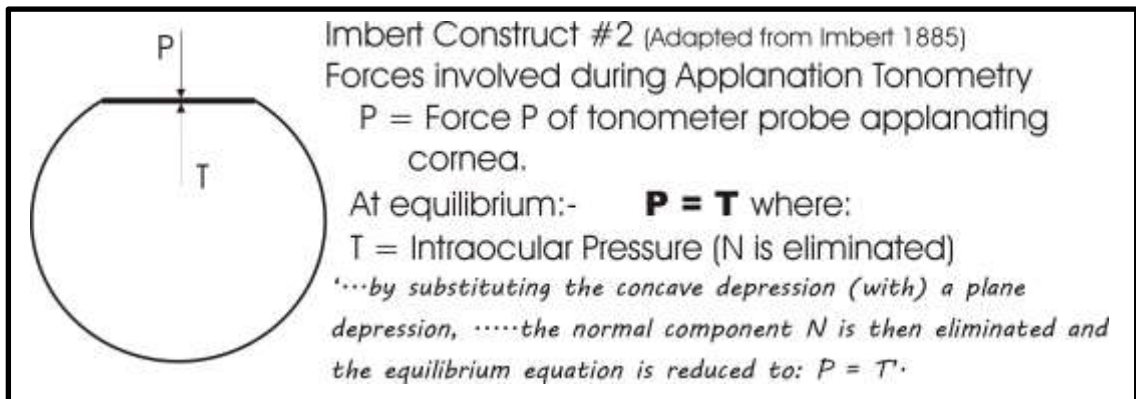 P
T
Imbert Construct #2 (Adapted from Imbert 1885)
Forces involved during Applanation Tonometry
P = Force P of tonometer probe applanating
cornea.
At equilibrium:- P = T where:
T = Intraocular Pressure (N is eliminated)
'...by substituting the concave depression (with) a plane
depression, .....the normal component N is then eliminated and
the equilibrium equation is reduced to: P = T'.